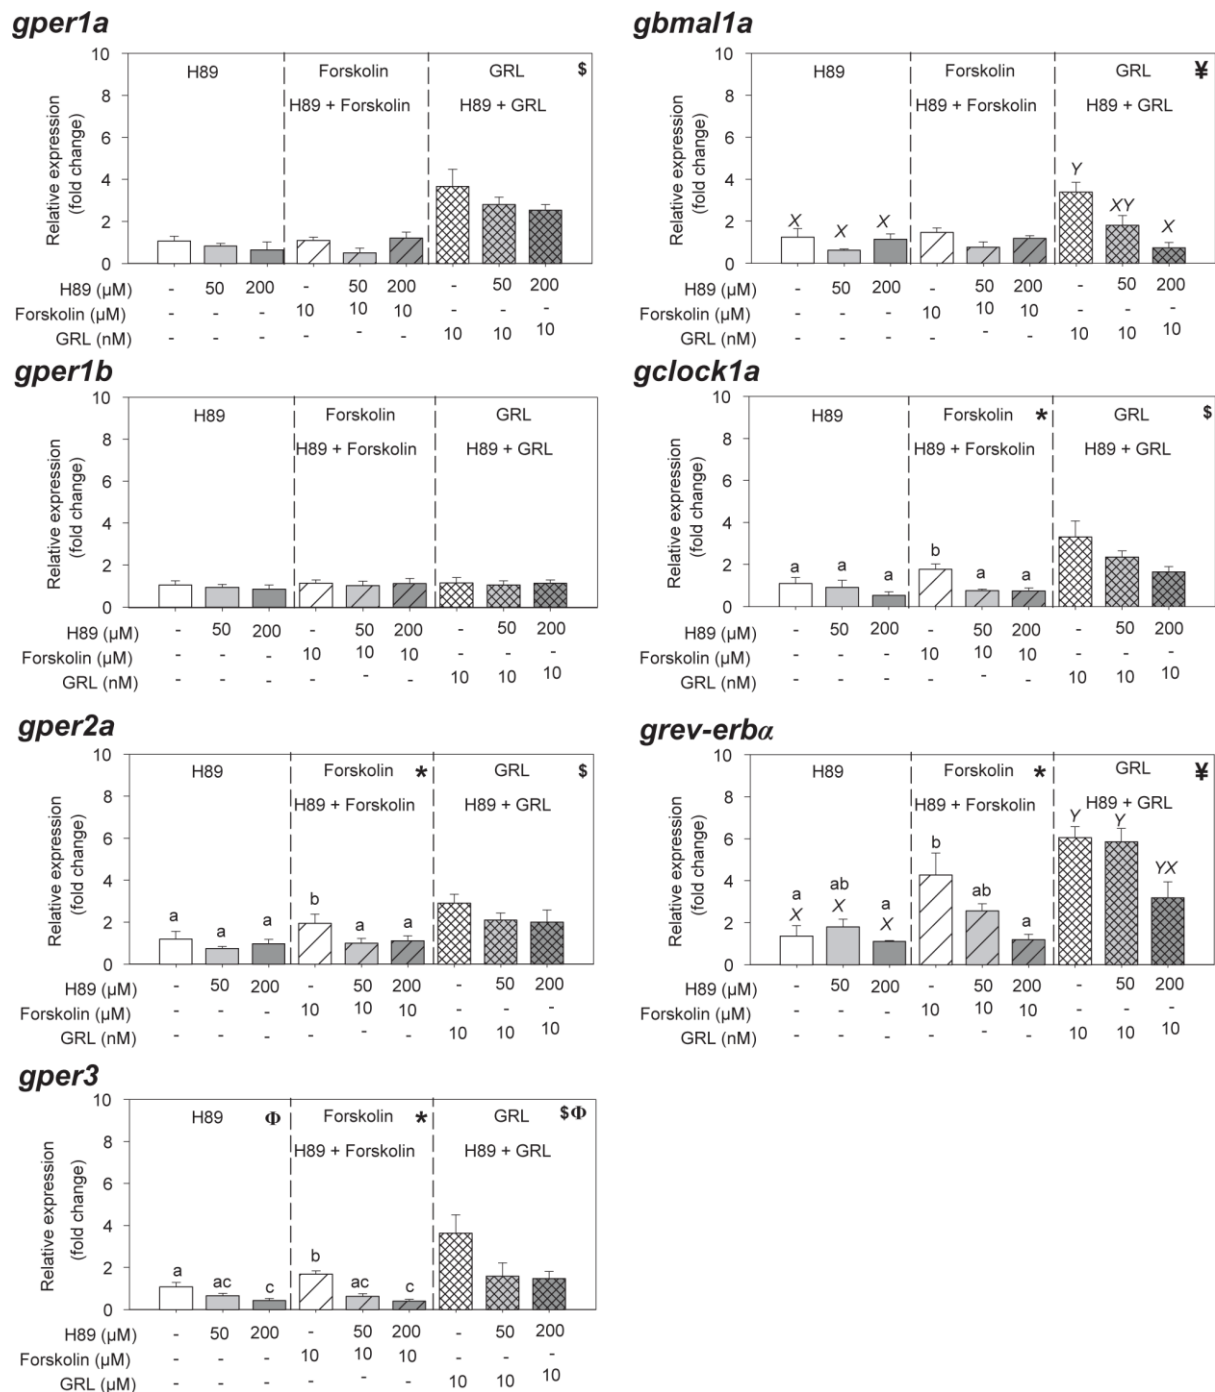 gper1a
10
8
6
4
2
0
Relative expression
(fold change)
H89
Forskolin
H89 + Forskolin
GRL
H89 + GRL
$
H89 (µM) - 50 200 - 50 200 - 50 200
Forskolin (µM) - - - 10 10 10 - - -
GRL (nM) - - - - - - 10 10 10
gbmal1a
10
8
6
4
2
0
Relative expression
(fold change)
H89
Forskolin
H89 + Forskolin
GRL
H89 + GRL
¥
X X X Y XY X
H89 (µM) - 50 200 - 50 200 - 50 200
Forskolin (µM) - - - 10 10 10 - - -
GRL (nM) - - - - - - 10 10 10
gper1b
10
8
6
4
2
0
Relative expression
(fold change)
H89
Forskolin
H89 + Forskolin
GRL
H89 + GRL
H89 (µM) - 50 200 - 50 200 - 50 200
Forskolin (µM) - - - 10 10 10 - - -
GRL (nM) - - - - - - 10 10 10
gclock1a
10
8
6
4
2
0
Relative expression
(fold change)
H89
Forskolin *
H89 + Forskolin
GRL
H89 + GRL
$
a a a b a a
H89 (µM) - 50 200 - 50 200 - 50 200
Forskolin (µM) - - - 10 10 10 - - -
GRL (nM) - - - - - - 10 10 10
gper2a
10
8
6
4
2
0
Relative expression
(fold change)
H89
Forskolin *
H89 + Forskolin
GRL
H89 + GRL
$
a a a b a a
H89 (µM) - 50 200 - 50 200 - 50 200
Forskolin (µM) - - - 10 10 10 - - -
GRL (nM) - - - - - - 10 10 10
grev-erbα
10
8
6
4
2
0
Relative expression
(fold change)
H89
Forskolin *
H89 + Forskolin
GRL
H89 + GRL
¥
a ab a b ab a
X X X Y Y YX
H89 (µM) - 50 200 - 50 200 - 50 200
Forskolin (µM) - - - 10 10 10 - - -
GRL (nM) - - - - - - 10 10 10
gper3
10
8
6
4
2
0
Relative expression
(fold change)
H89 Φ
Forskolin *
H89 + Forskolin
GRL
H89 + GRL
$Φ
a ac c b ac c
H89 (µM) - 50 200 - 50 200 - 50 200
Forskolin (µM) - - - 10 10 10 - - -
GRL (µM) - - - - - - 10 10 10